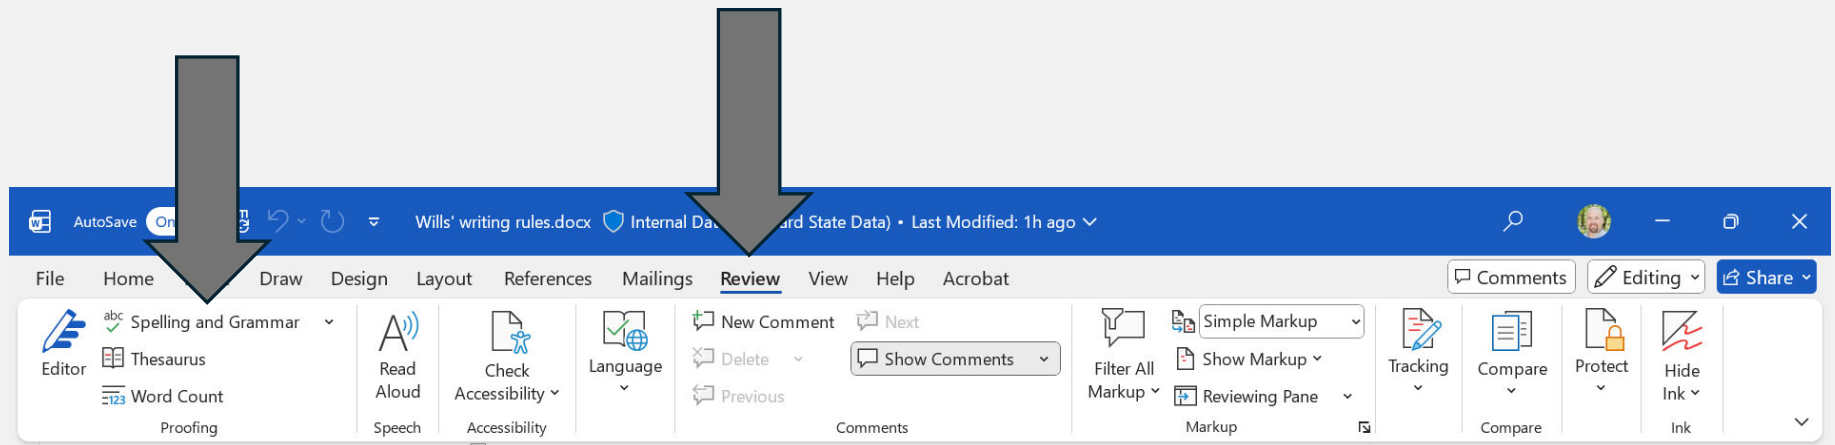 AutoSave On Wills' writing rules.docx Internal State Data) • Last Modified: 1h ago
File Home Draw Design Layout References Mailings Review View Help Acrobat Comments Editing Share
Editor
abc Spelling and Grammar
Thesaurus
123 Word Count
Proofing
Read
Aloud
Speech
Check
Accessibility
Accessibility
Language
New Comment
Delete
Previous
Next
Show Comments
Comments
Filter All
Markup
Simple Markup
Show Markup
Reviewing Pane
Markup
Tracking
Compare
Compare
Protect
Hide
Ink
Ink